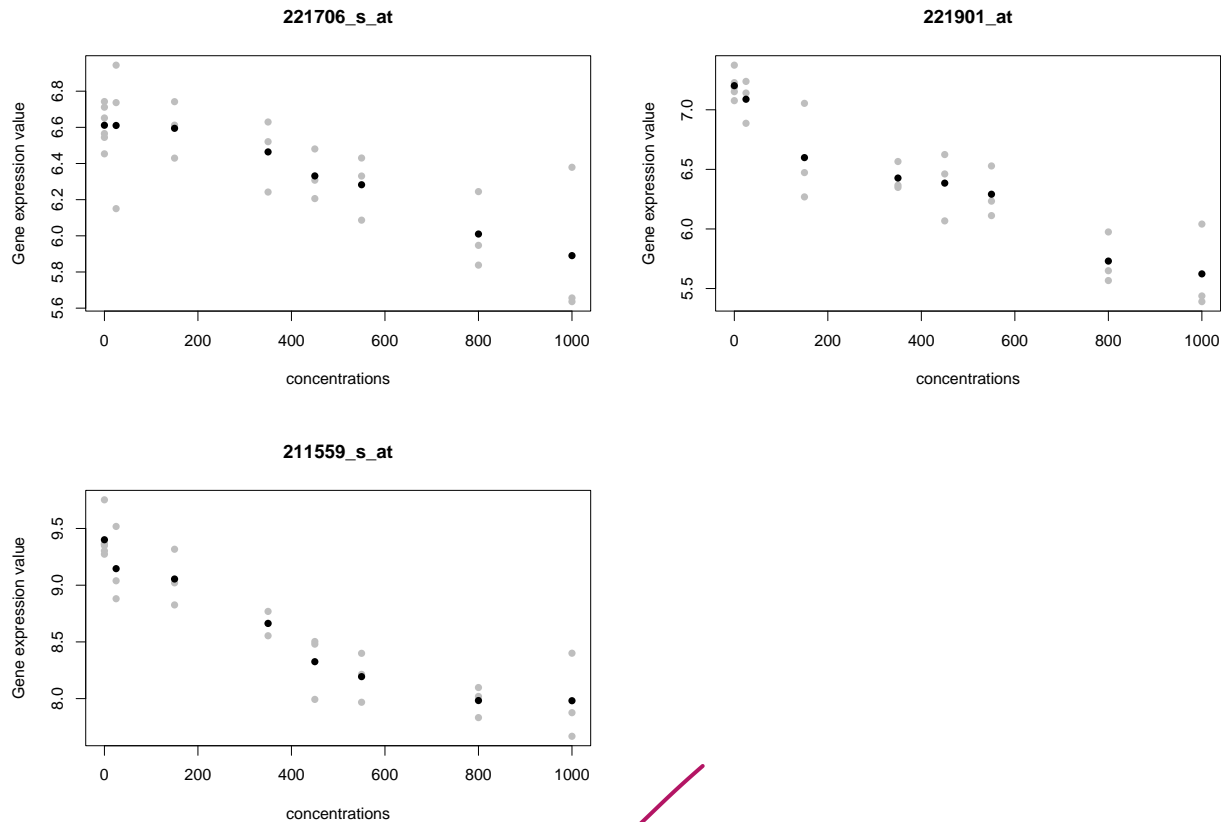 221706_s_at
Gene expression value
6.8
6.6
6.4
6.2
6.0
5.8
5.6
0 200 400 600 800 1000
concentrations
221901_at
Gene expression value
7.0
6.5
6.0
5.5
0 200 400 600 800 1000
concentrations
211559_s_at
Gene expression value
9.5
9.0
8.5
8.0
0 200 400 600 800 1000
concentrations